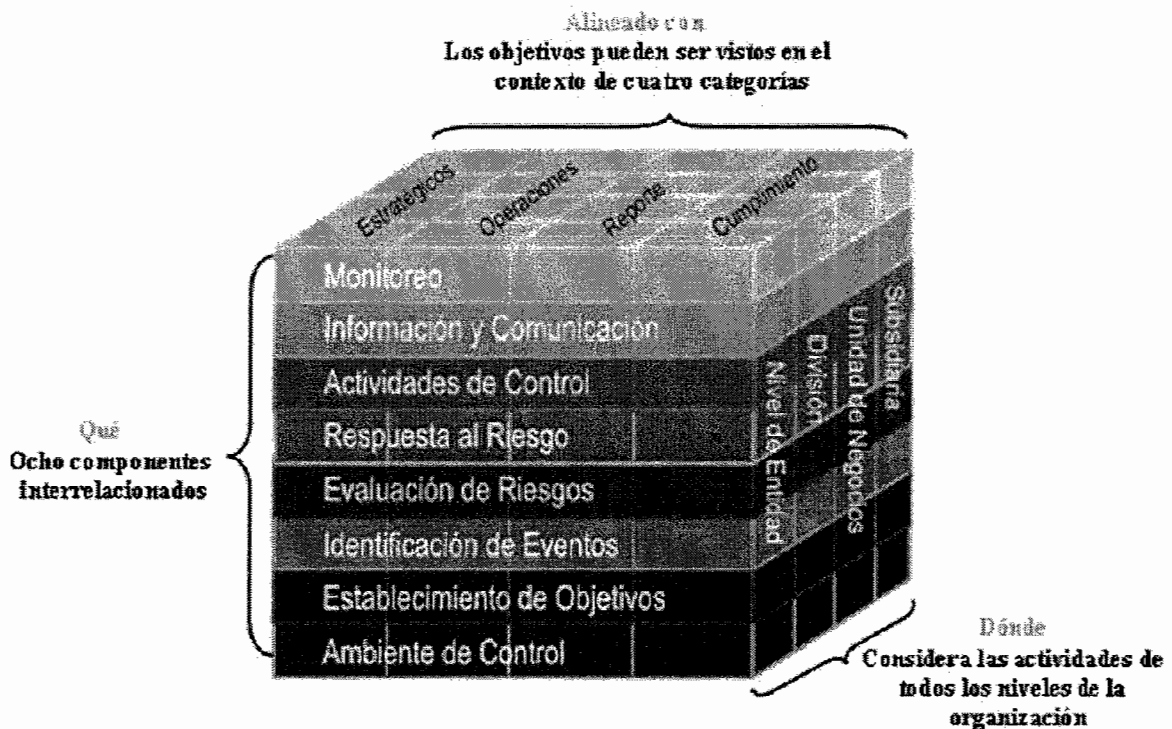 Alineado con
Los objetivos pueden ser vistos en el
contexto de cuatro categorías
Estratégicos
Operaciones
Reporte
Cumplimiento
Monitoreo
Información y Comunicación
Actividades de Control
Respuesta al Riesgo
Evaluación de Riesgos
Identificación de Eventos
Establecimiento de Objetivos
Ambiente de Control
Nivel de Entidad
División
Unidad de Negocios
Subsidiaria
Qué
Ocho componentes
interrelacionados
Dónde
Considera las actividades de
todos los niveles de la
organización